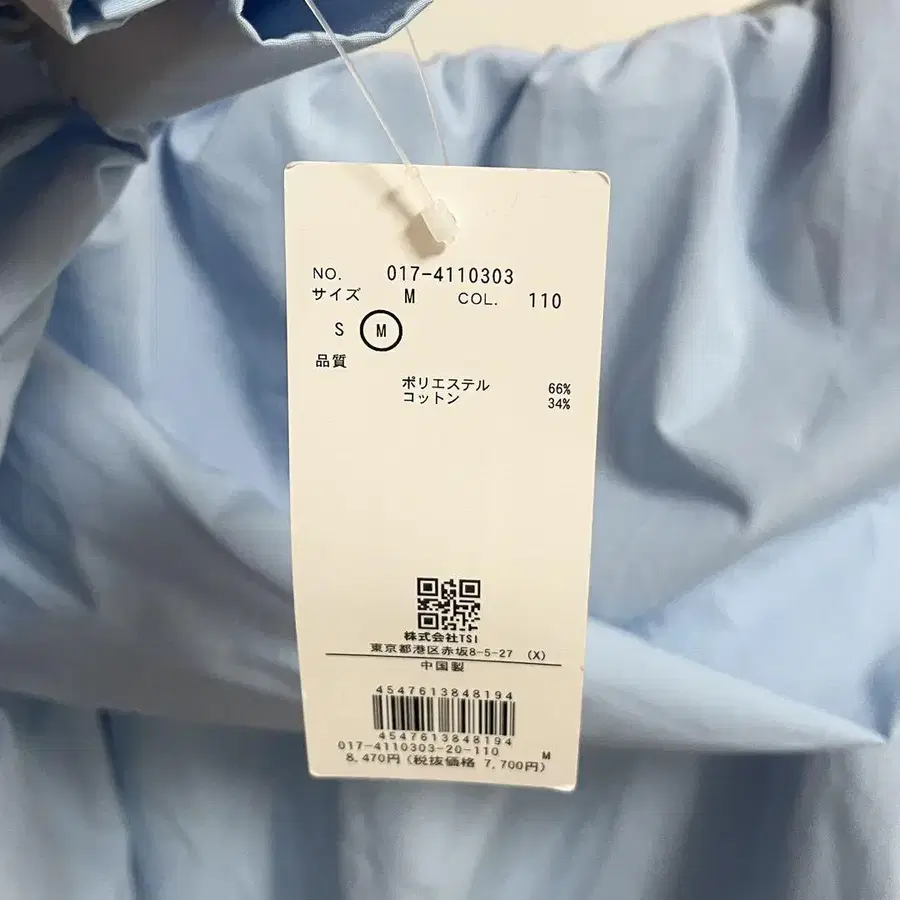 NO. 017-4110303
サイズ M COL. 110
S M
品質
ポリエステル 66%
コットン 34%
株式会社TSI
東京都港区赤坂8-5-27 (X)
中国製
4547613848194
4547613848194
017-4110303-20-110 M
8,470円(税抜価格 7,700円)